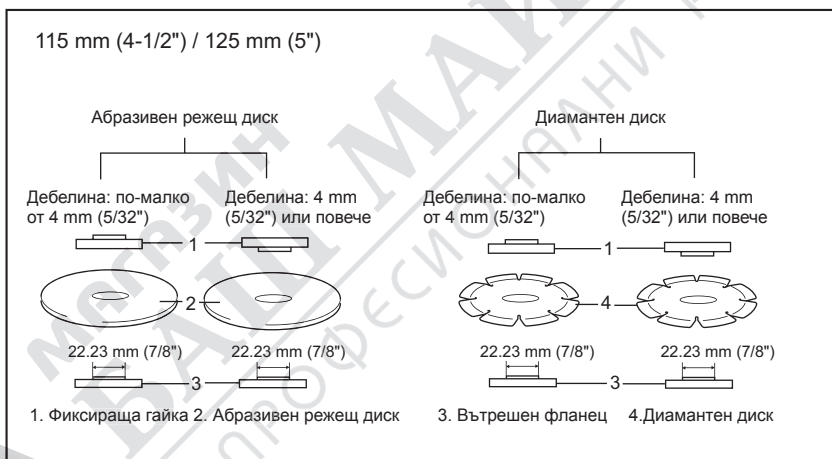 115 mm (4-1/2") / 125 mm (5")
Абразивен режещ диск
Диамантен диск
Дебелина: по-малко
от 4 mm (5/32")
Дебелина: 4 mm
(5/32") или повече
Дебелина: по-малко
от 4 mm (5/32")
Дебелина: 4 mm
(5/32") или повече
1
1
2
4
22.23 mm (7/8")
22.23 mm (7/8")
22.23 mm (7/8")
22.23 mm (7/8")
3
3
1. Фиксираща гайка 2. Абразивен режещ диск
3. Вътрешен фланец 4.Диамантен диск
магазин
БАШ МАЙ
ПРОФЕСИОНАЛНИ